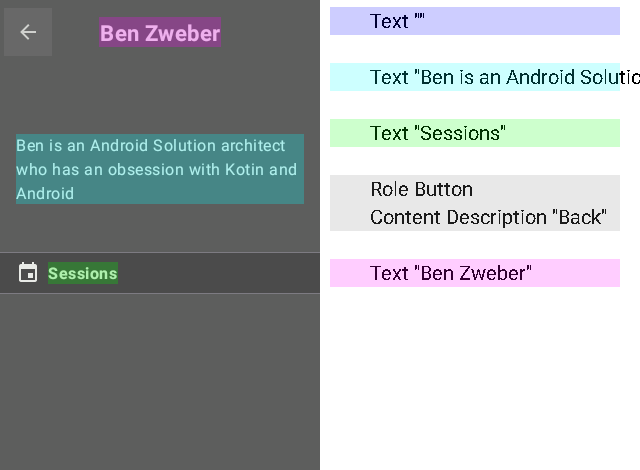 Ben Zweber
Ben is an Android Solution architect
who has an obsession with Kotin and
Android
Sessions
Text ""
Text "Ben is an Android Solutic
Text "Sessions"
Role Button
Content Description "Back"
Text "Ben Zweber"